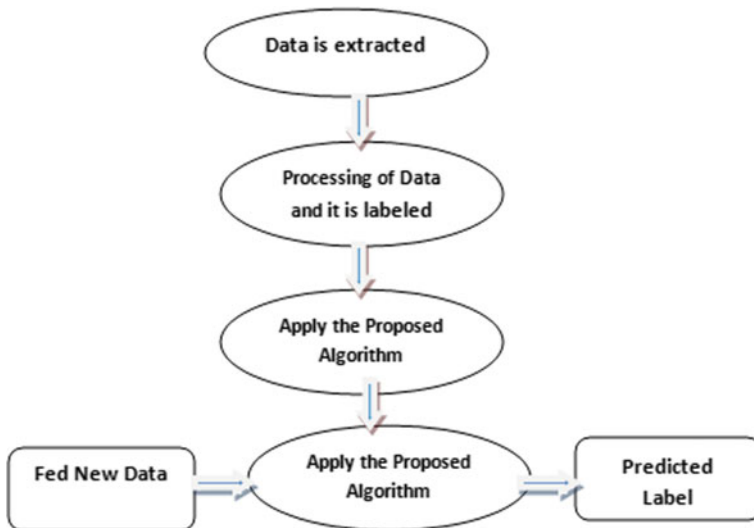 Data is extracted
Processing of Data
and it is labeled
Apply the Proposed
Algorithm
Fed New Data
Apply the Proposed
Algorithm
Predicted
Label